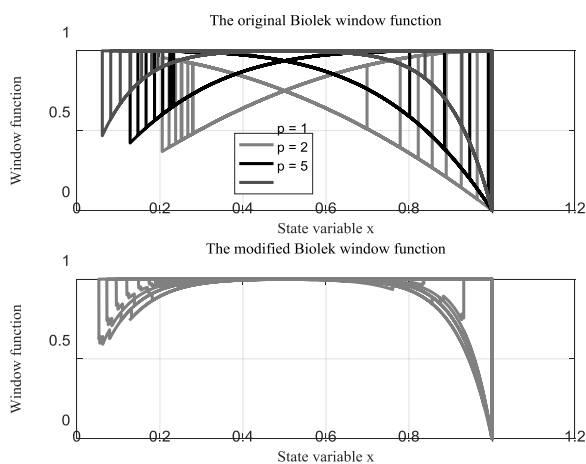 The original Biolek window function
1
0.5
0
Window function
p = 1
p = 2
p = 5
0 0.2 0.4 0.6 0.8 1 1.2
State variable x
The modified Biolek window function
1
0.5
0
Window function
0 0.2 0.4 0.6 0.8 1 1.2
State variable x